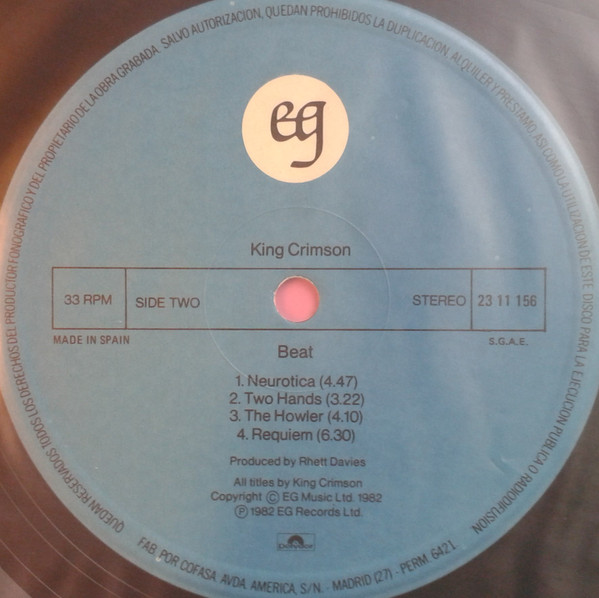 QUEDAN RESERVADOS TODOS LOS DERECHOS DEL PRODUCTOR FONOGRAFICO Y DEL PROPIETARIO DE LA OBRA GRABADA. SALVO AUTORIZACION, QUEDAN PROHIBIDOS LA DUPLICACION, ALQUILER Y PRESTAMO, ASI COMO LA UTILIZACION DE ESTE DISCO PARA LA EJECUCION PUBLICA O RADIODIFUSION
eg
King Crimson
33 RPM
SIDE TWO
STEREO
23 11 156
MADE IN SPAIN
S.G.A.E.
Beat
1. Neurotica (4.47)
2. Two Hands (3.22)
3. The Howler (4.10)
4. Requiem (6.30)
Produced by Rhett Davies
All titles by King Crimson
Copyright Ⓒ EG Music Ltd. 1982
Ⓟ 1982 EG Records Ltd.
Polydor
FAB. POR COFASA. AVDA. AMERICA, S/N. - MADRID (27) - PERM. 6421